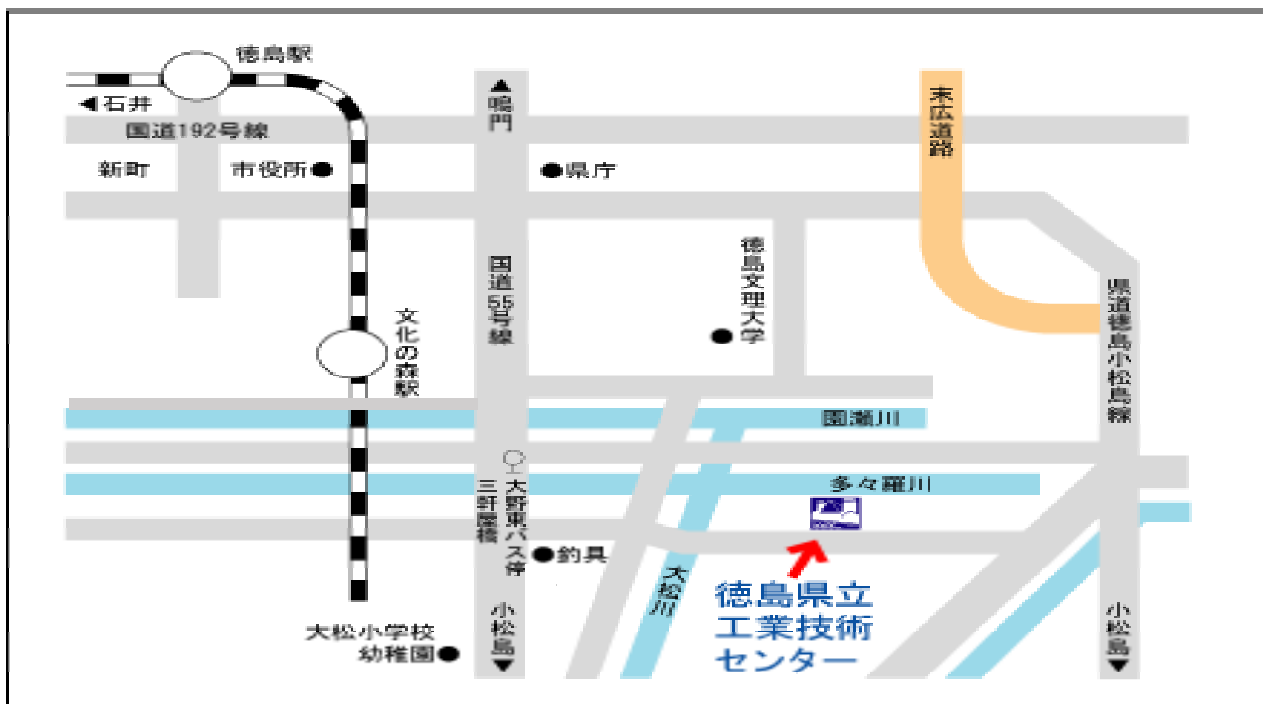 徳島駅
石井
国道192号線
新町
市役所
鳴門
県庁
末広道路
国道55号線
徳島文理大学
県道徳島小松島線
文化の森駅
園瀬川
多々羅川
三軒屋橋
大野東バス停
釣具
大松川
徳島県立
工業技術
センター
大松小学校
幼稚園
小松島
小松島